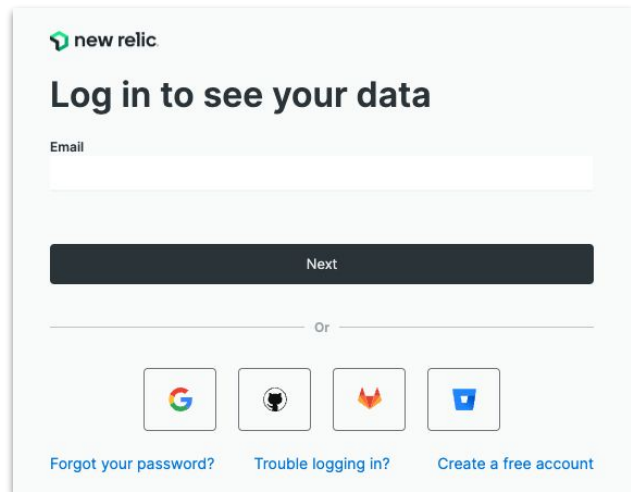 new relic
Log in to see your data
Email
Next
Or
Forgot your password? Trouble logging in? Create a free account